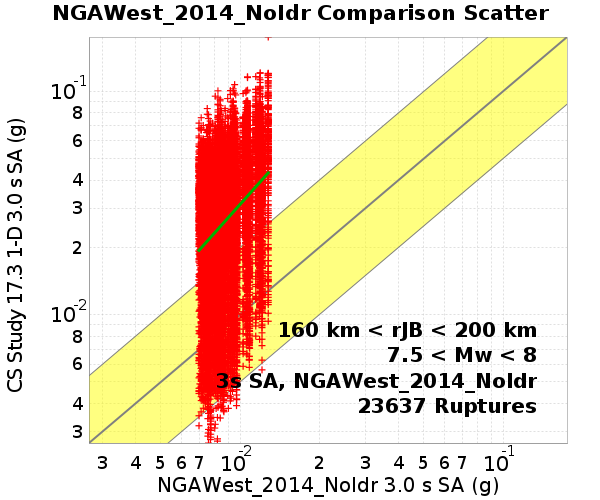 NGAWest_2014_NoIdr Comparison Scatter
CS Study 17.3 1-D 3.0 s SA (g)
10^-1
8
6
4
3
2
10^-2
8
6
4
3
160 km < rJB < 200 km
7.5 < Mw < 8
3s SA, NGAWest_2014_NoIdr
23637 Ruptures
3 4 5 6 7 10^-2 2 3 4 5 6 7 10^-1
NGAWest_2014_NoIdr 3.0 s SA (g)